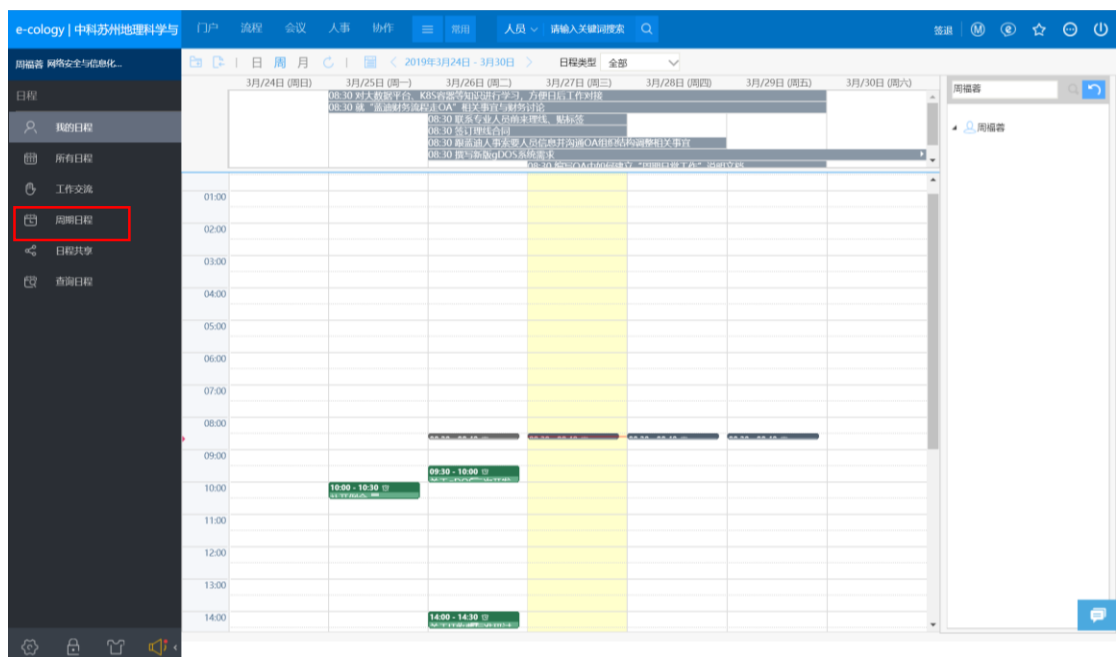 e-cology | 中科苏州地理科学与
门户 流程 会议 人事 协作 常用 人员 请输入关键词搜索 签退
周福蓉 网络安全与信息化...
日 周 月 2019年3月24日 - 3月30日 日程类型 全部
日程
我的日程
所有日程
工作交流
周期日程
日程共享
查询日程
3月/24日 (周日) 3月/25日 (周一) 3月/26日 (周二) 3月/27日 (周三) 3月/28日 (周四) 3月/29日 (周五) 3月/30日 (周六)
08:30 对大数据平台、K8S容器等知识进行学习，方便日后工作对接
08:30 就“蓝迪财务流程走OA”相关事宜与财务讨论
08:30 联系专业人员前来理线、贴标签
08:30 签订理线合同
08:30 跟蓝迪人事索要人员信息并沟通OA组织结构调整相关事宜
08:30 撰写新版gDOS系统需求
周福蓉
周福蓉
01:00
02:00
03:00
04:00
05:00
06:00
07:00
08:00
09:00
09:30 - 10:00
10:00
10:00 - 10:30
11:00
12:00
13:00
14:00
14:00 - 14:30